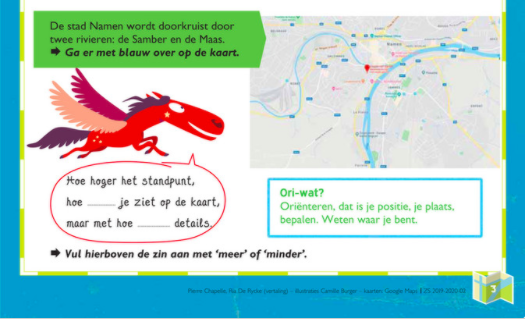 De stad Namen wordt doorkruist door
twee rivieren: de Samber en de Maas.
➡ Ga er met blauw over op de kaart.
Hoe hoger het standpunt,
hoe ........ je ziet op de kaart,
maar met hoe ........ details.
Ori-wat?
Oriënteren, dat is je positie, je plaats,
bepalen. Weten waar je bent.
➡ Vul hierboven de zin aan met ‘meer’ of ‘minder’.
3